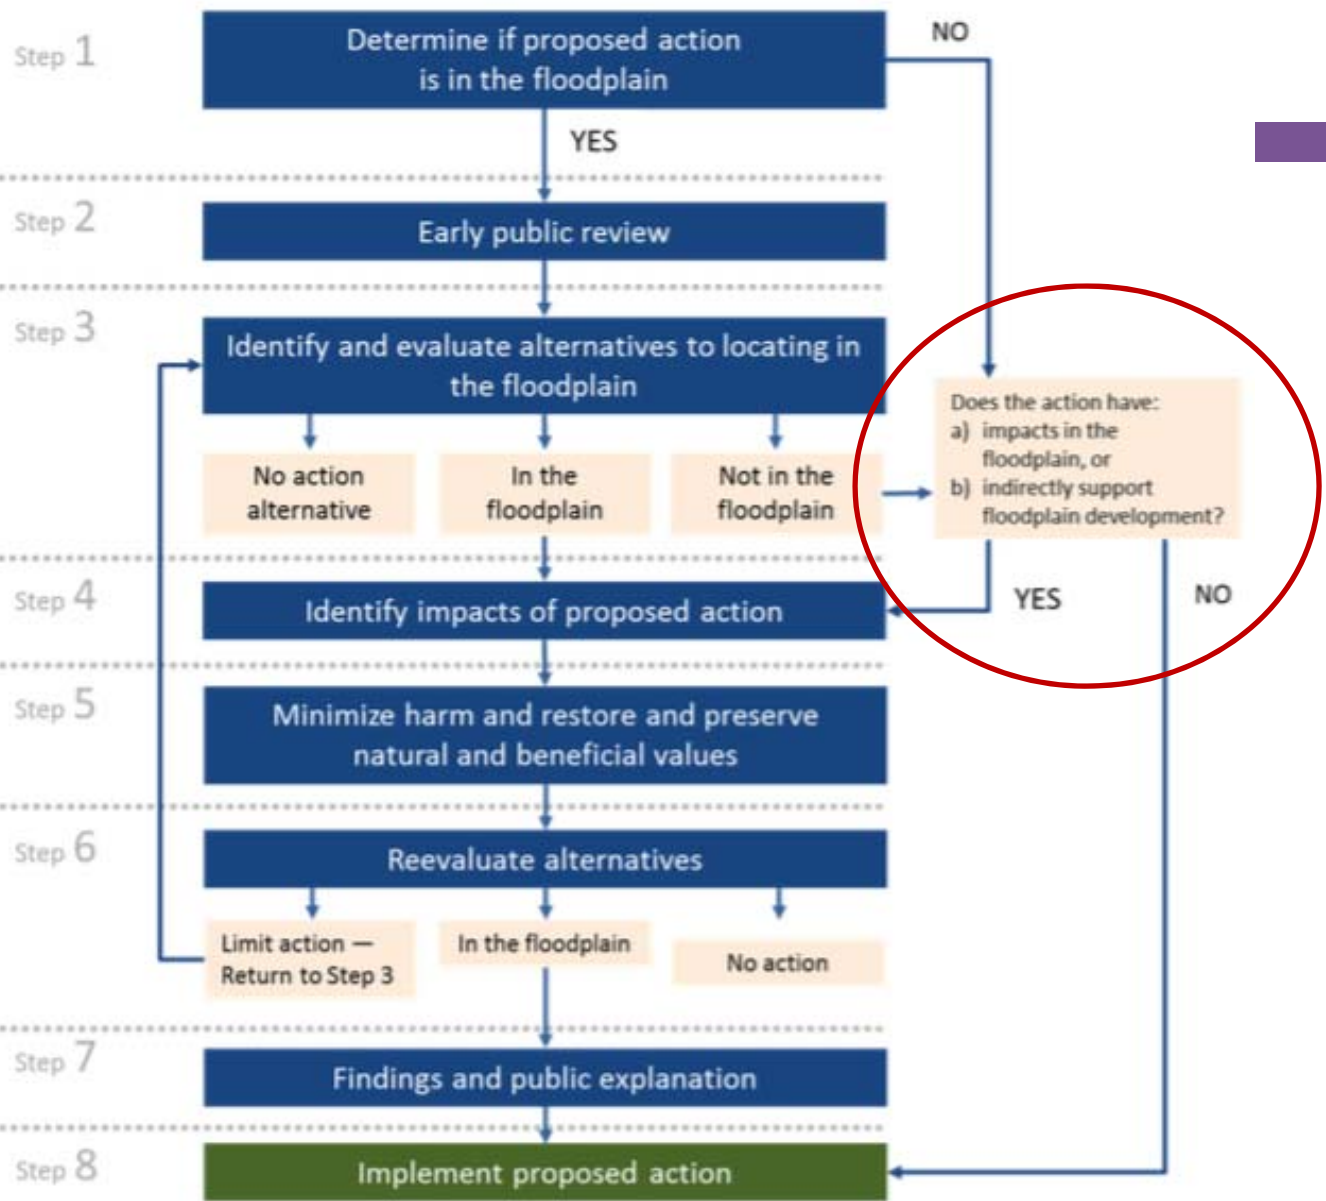 Step 1
Determine if proposed action
is in the floodplain
NO
YES
Step 2
Early public review
Step 3
Identify and evaluate alternatives to locating in
the floodplain
No action
alternative
In the
floodplain
Not in the
floodplain
Does the action have:
a) impacts in the
floodplain, or
b) indirectly support
floodplain development?
YES
NO
Step 4
Identify impacts of proposed action
Step 5
Minimize harm and restore and preserve
natural and beneficial values
Step 6
Reevaluate alternatives
Limit action —
Return to Step 3
In the floodplain
No action
Step 7
Findings and public explanation
Step 8
Implement proposed action